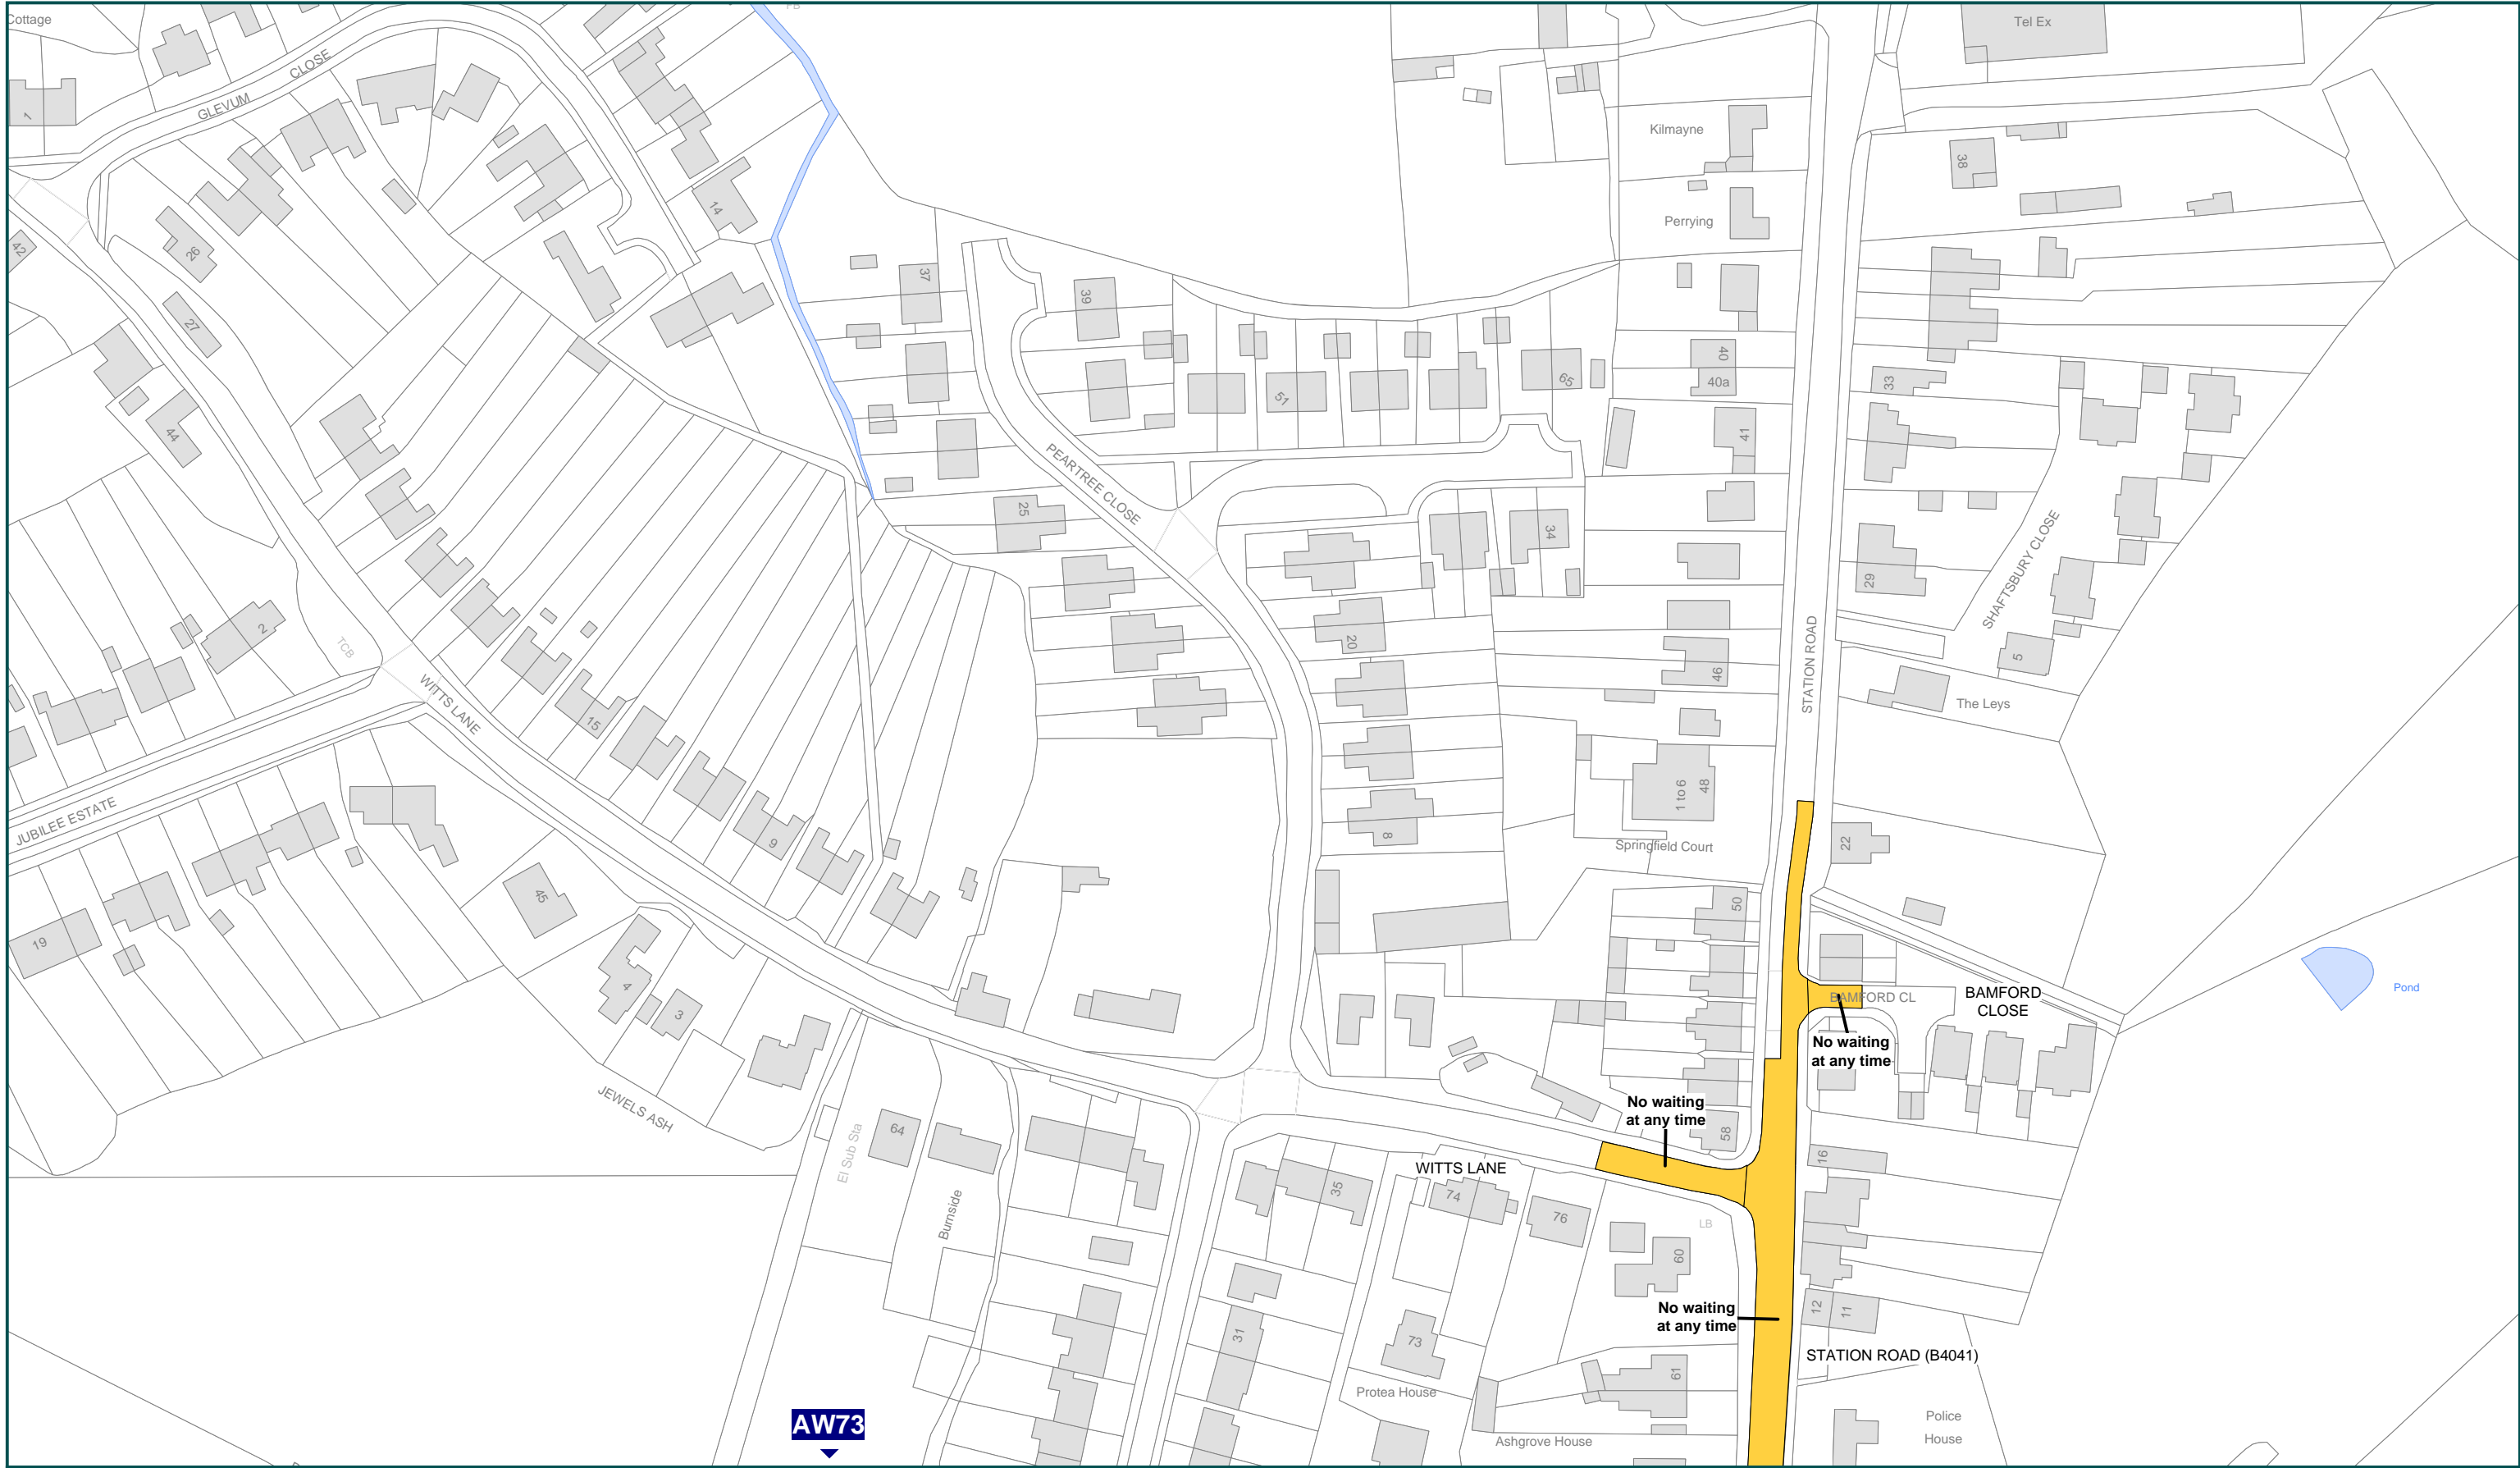 Cottage
FB
Tel Ex
CLOSE
GLEVUM
1
Kilmayne
38
14
Perrying
42
26
37
39
27
40
40a
33
65
51
41
44
PEARTREE CLOSE
25
34
SHAFTSBURY CLOSE
29
2
20
TCB
STATION ROAD
5
46
WITTS LANE
The Leys
15
1 to 6
48
JUBILEE ESTATE
9
8
22
Springfield Court
45
50
19
4
3
BAMFORD CL
BAMFORD
CLOSE
Pond
No waiting
at any time
JEWELS ASH
No waiting
at any time
64
El Sub Sta
58
16
WITTS LANE
35
74
76
Burnside
LB
60
No waiting
at any time
12
11
31
73
STATION ROAD (B4041)
61
Protea House
AW73
Police
House
Ashgrove House